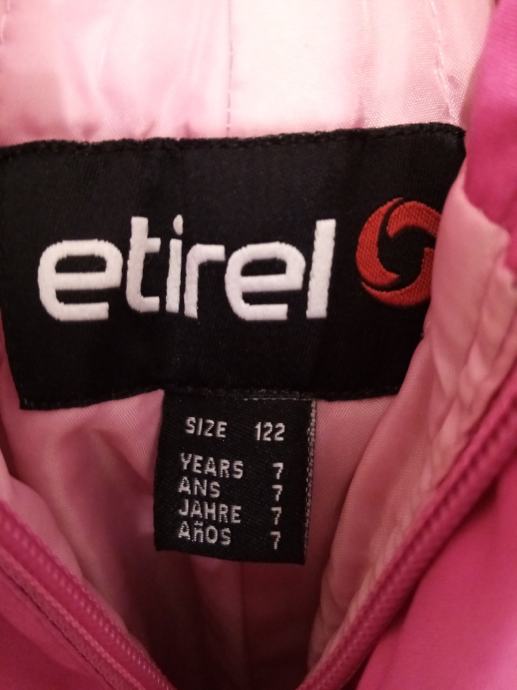 etirel
SIZE 122
YEARS 7
ANS 7
JAHRE 7
AÑOS 7